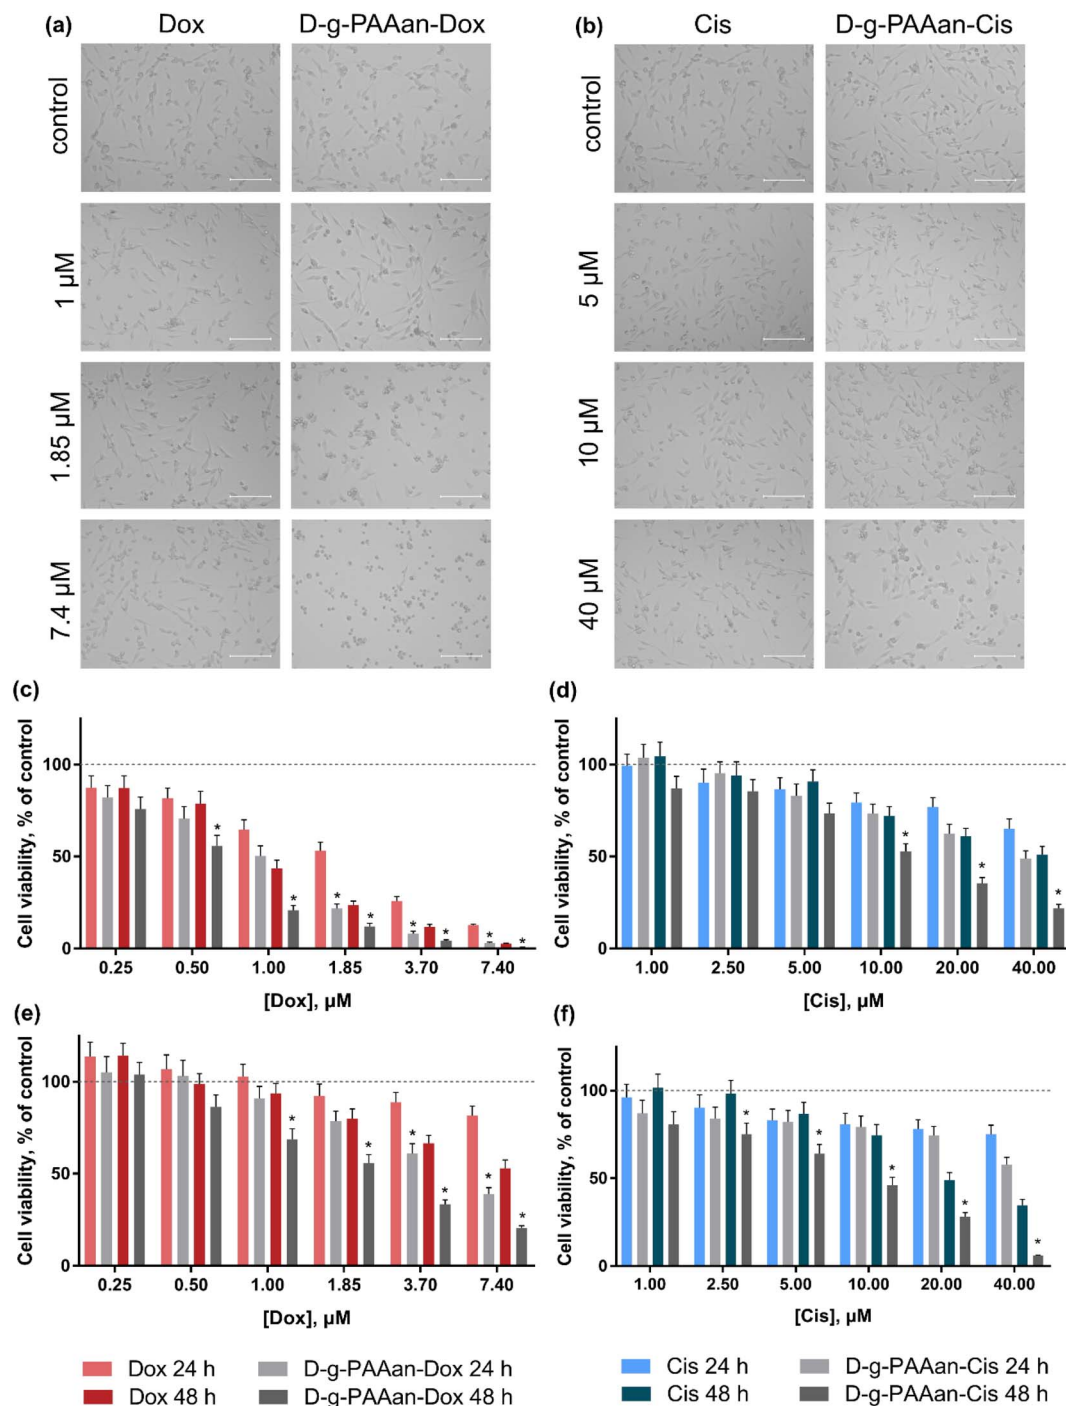 (a) Dox D-g-PAAan-Dox
control
1 µM
1.85 µM
7.4 µM
(b) Cis D-g-PAAan-Cis
control
5 µM
10 µM
40 µM
(c)
Cell viability, % of control
100
50
0
* * * * * * * *
0.25 0.50 1.00 1.85 3.70 7.40
[Dox], µM
(d)
Cell viability, % of control
100
50
0
* * *
1.00 2.50 5.00 10.00 20.00 40.00
[Cis], µM
(e)
Cell viability, % of control
100
50
0
* * * * * *
0.25 0.50 1.00 1.85 3.70 7.40
[Dox], µM
(f)
Cell viability, % of control
100
50
0
* * * * *
1.00 2.50 5.00 10.00 20.00 40.00
[Cis], µM
Dox 24 h D-g-PAAan-Dox 24 h
Dox 48 h D-g-PAAan-Dox 48 h
Cis 24 h D-g-PAAan-Cis 24 h
Cis 48 h D-g-PAAan-Cis 48 h